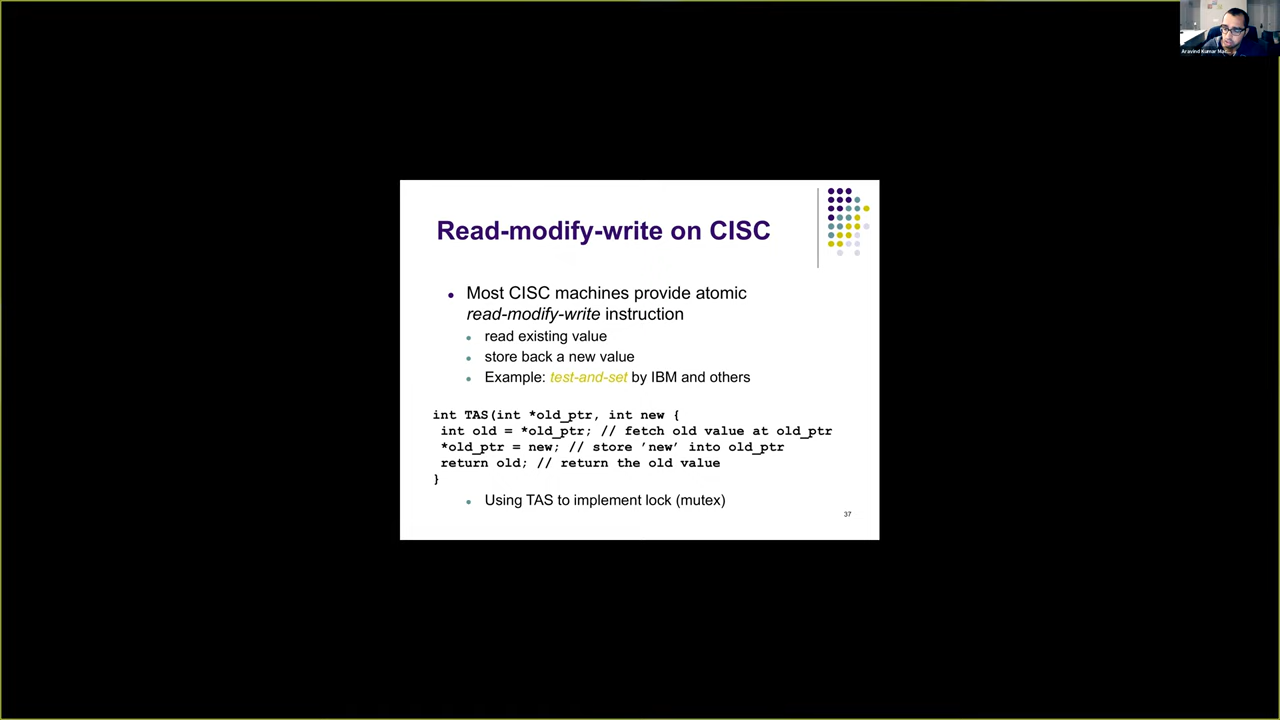 Aravind Kumar Mac...
Read-modify-write on CISC
Most CISC machines provide atomic
read-modify-write instruction
read existing value
store back a new value
Example: test-and-set by IBM and others
int TAS(int *old_ptr, int new {
int old = *old_ptr; // fetch old value at old_ptr
*old_ptr = new; // store ’new’ into old_ptr
return old; // return the old value
}
Using TAS to implement lock (mutex)
37